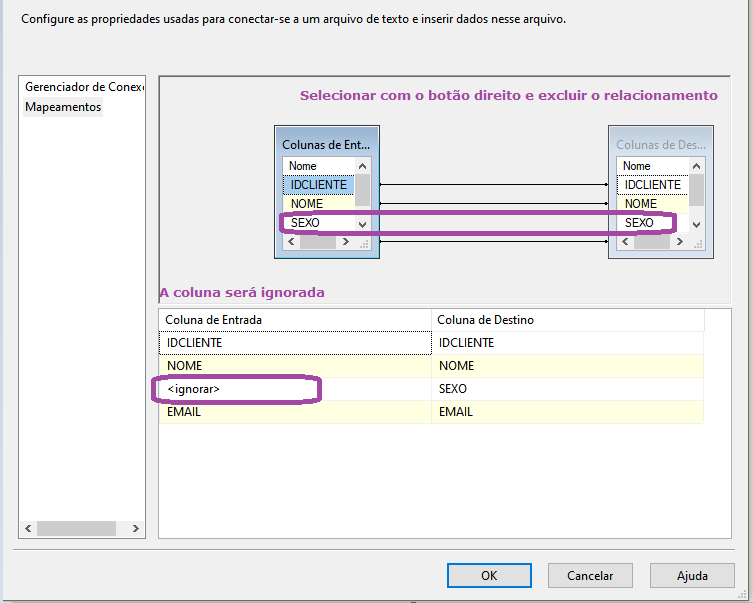 Configure as propriedades usadas para conectar-se a um arquivo de texto e inserir dados nesse arquivo.
Gerenciador de Conex
Mapeamentos
Selecionar com o botão direito e excluir o relacionamento
Colunas de Ent...
Nome
IDCLIENTE
NOME
SEXO
Colunas de Des...
Nome
IDCLIENTE
NOME
SEXO
A coluna será ignorada
Coluna de Entrada Coluna de Destino
IDCLIENTE IDCLIENTE
NOME NOME
<ignorar> SEXO
EMAIL EMAIL
OK Cancelar Ajuda